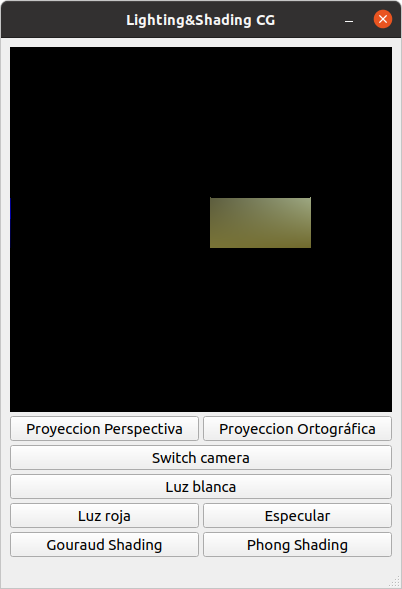 Lighting&Shading CG
Proyeccion Perspectiva Proyeccion Ortográfica
Switch camera
Luz blanca
Luz roja Especular
Gouraud Shading Phong Shading